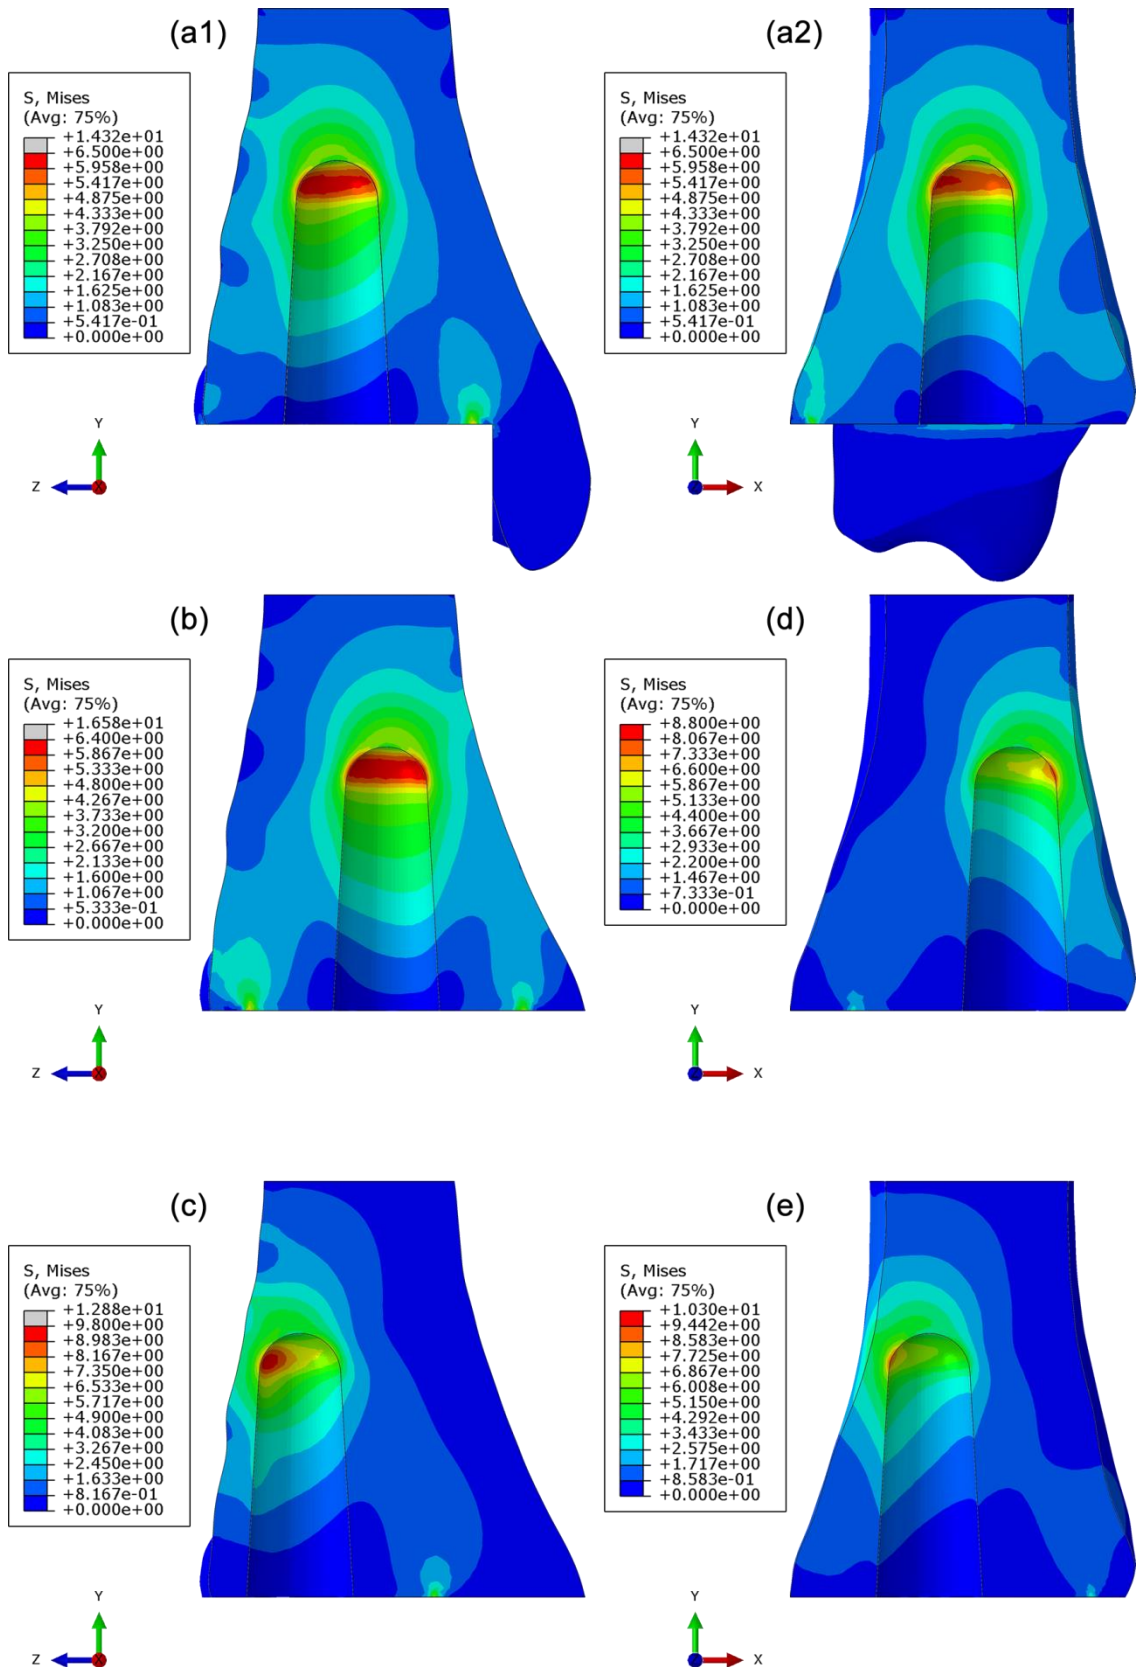 (a1)
S, Mises
(Avg: 75%)
+1.432e+01
+6.500e+00
+5.958e+00
+5.417e+00
+4.875e+00
+4.333e+00
+3.792e+00
+3.250e+00
+2.708e+00
+2.167e+00
+1.625e+00
+1.083e+00
+5.417e-01
+0.000e+00
Y
Z
X
(a2)
S, Mises
(Avg: 75%)
+1.432e+01
+6.500e+00
+5.958e+00
+5.417e+00
+4.875e+00
+4.333e+00
+3.792e+00
+3.250e+00
+2.708e+00
+2.167e+00
+1.625e+00
+1.083e+00
+5.417e-01
+0.000e+00
Y
Z
X
(b)
S, Mises
(Avg: 75%)
+1.658e+01
+6.400e+00
+5.867e+00
+5.333e+00
+4.800e+00
+4.267e+00
+3.733e+00
+3.200e+00
+2.667e+00
+2.133e+00
+1.600e+00
+1.067e+00
+5.333e-01
+0.000e+00
Y
Z
X
(d)
S, Mises
(Avg: 75%)
+8.800e+00
+8.067e+00
+7.333e+00
+6.600e+00
+5.867e+00
+5.133e+00
+4.400e+00
+3.667e+00
+2.933e+00
+2.200e+00
+1.467e+00
+7.333e-01
+0.000e+00
Y
Z
X
(c)
S, Mises
(Avg: 75%)
+1.288e+01
+9.800e+00
+8.983e+00
+8.167e+00
+7.350e+00
+6.533e+00
+5.717e+00
+4.900e+00
+4.083e+00
+3.267e+00
+2.450e+00
+1.633e+00
+8.167e-01
+0.000e+00
Y
Z
X
(e)
S, Mises
(Avg: 75%)
+1.030e+01
+9.442e+00
+8.583e+00
+7.725e+00
+6.867e+00
+6.008e+00
+5.150e+00
+4.292e+00
+3.433e+00
+2.575e+00
+1.717e+00
+8.583e-01
+0.000e+00
Y
Z
X